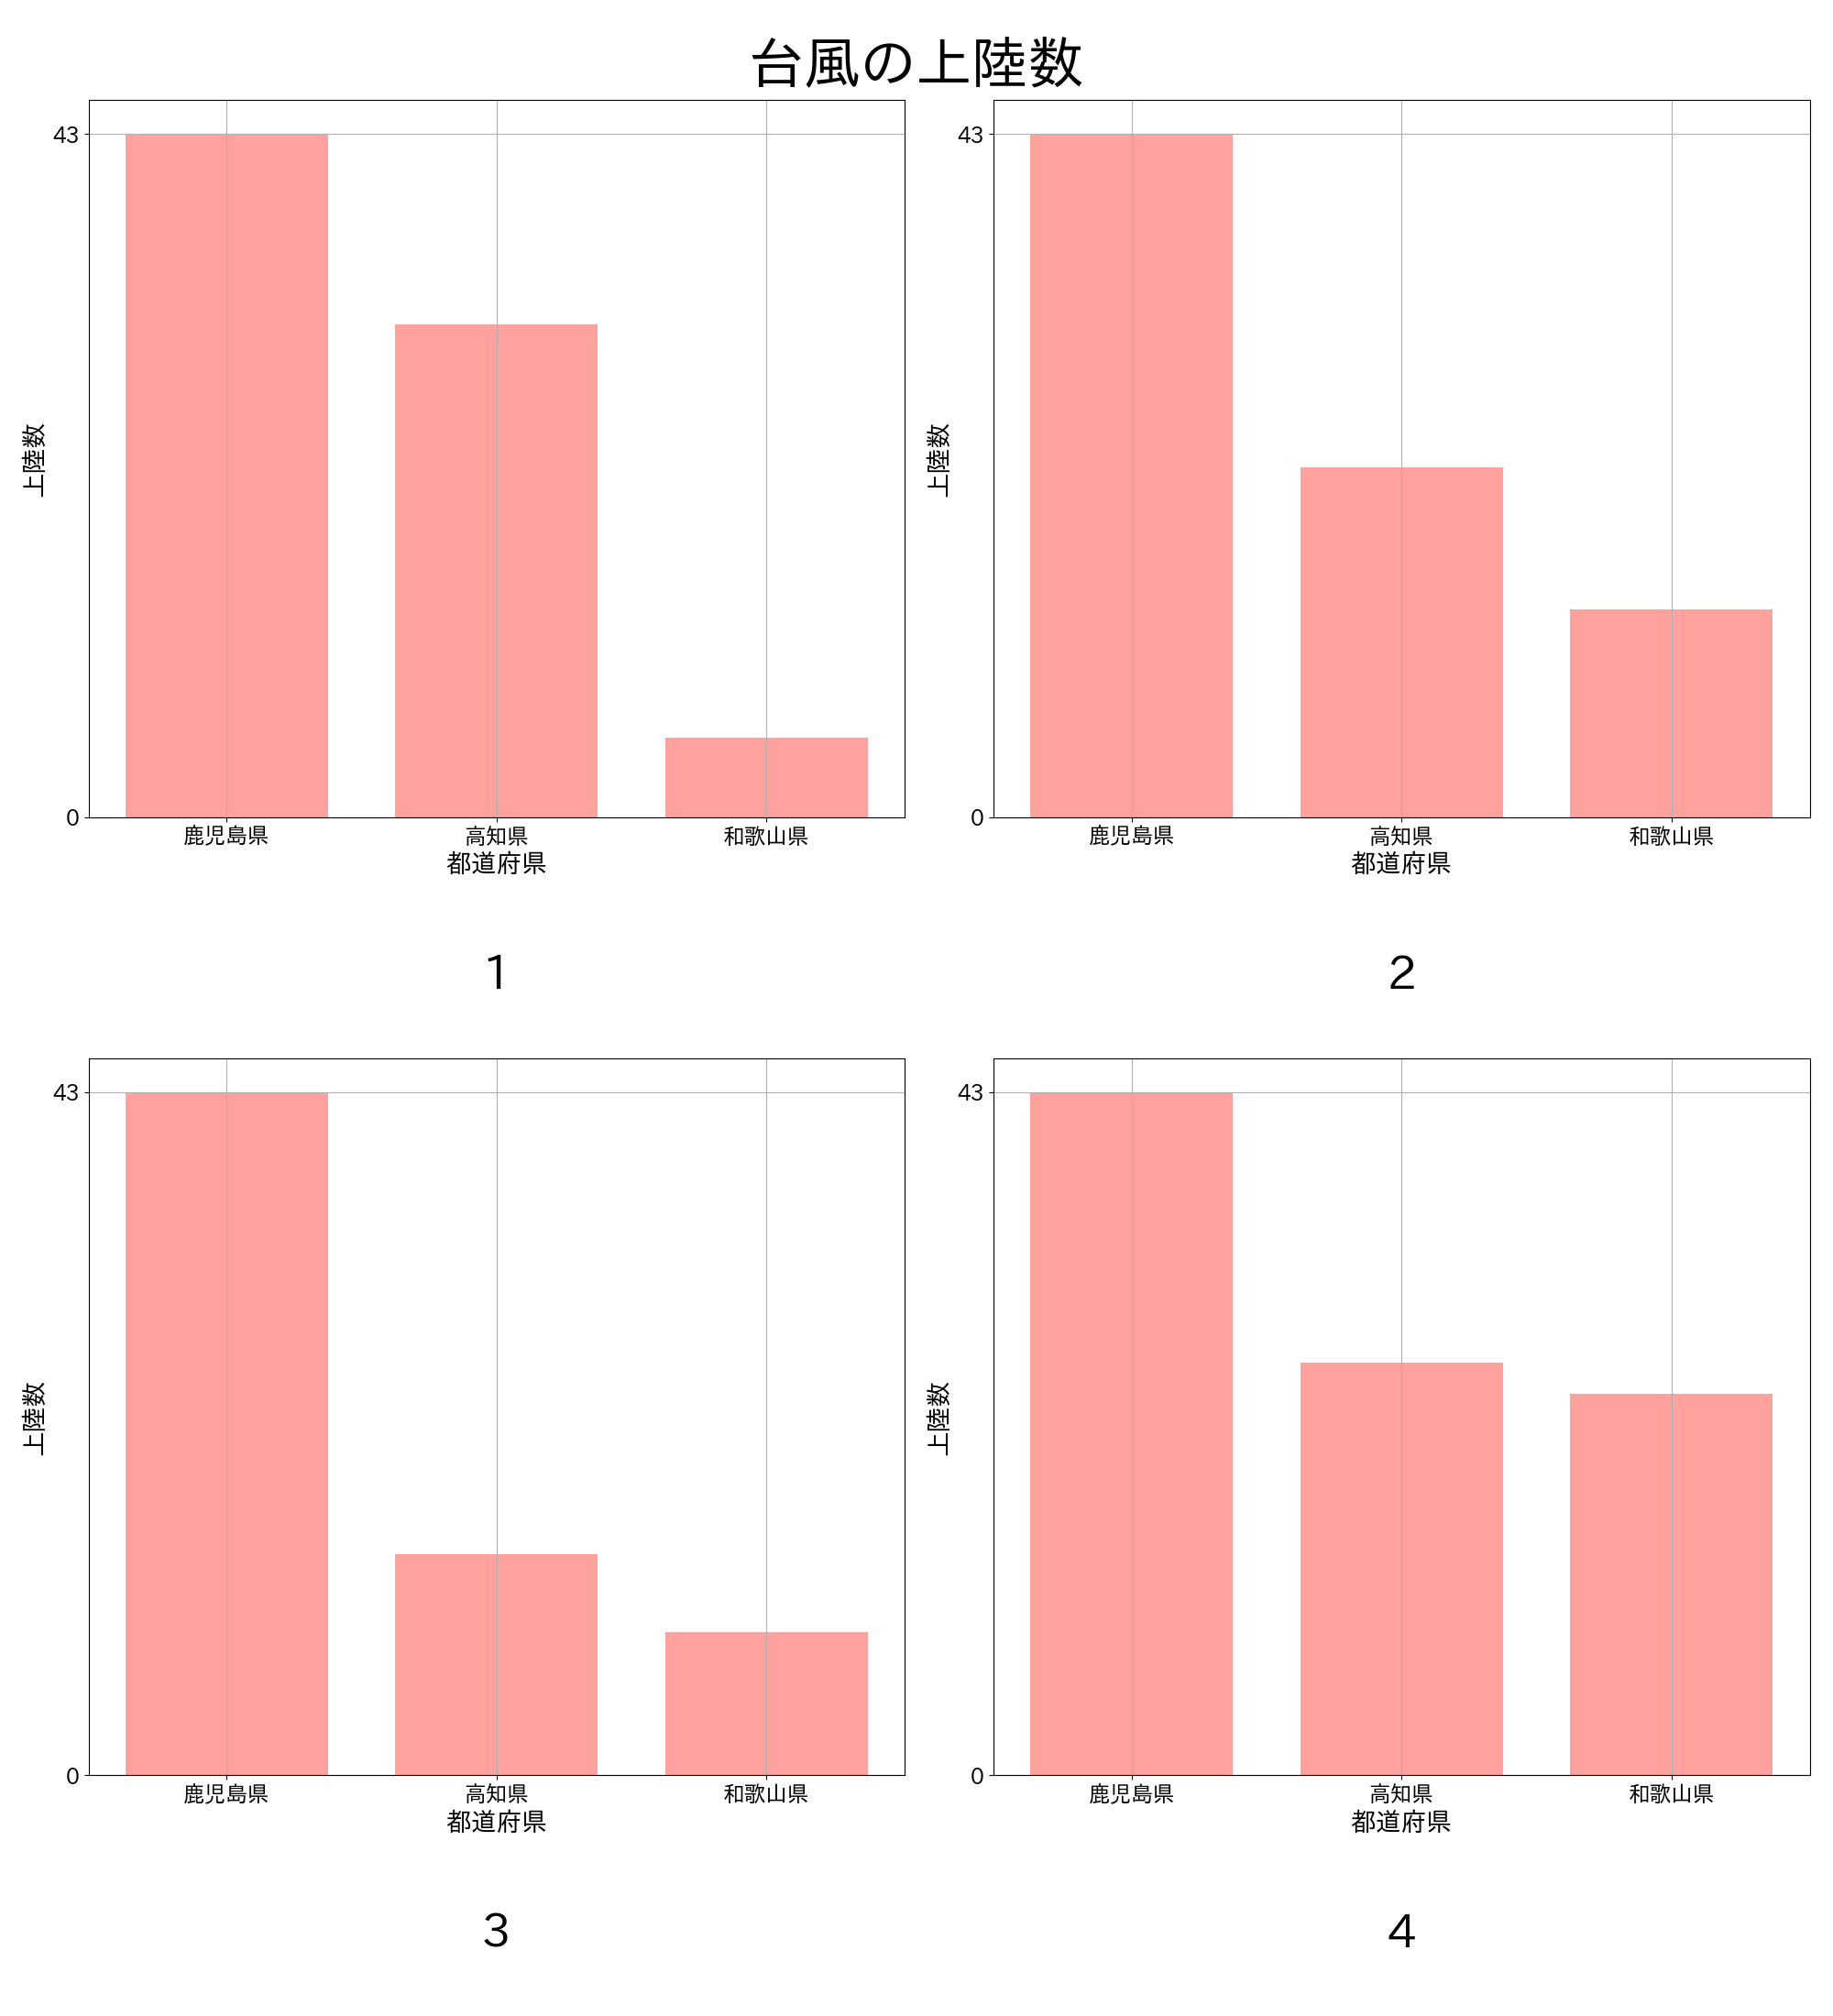 台風の上陸数
43
0
上陸数
鹿児島県 高知県 和歌山県
都道府県
1
43
0
上陸数
鹿児島県 高知県 和歌山県
都道府県
2
43
0
上陸数
鹿児島県 高知県 和歌山県
都道府県
3
43
0
上陸数
鹿児島県 高知県 和歌山県
都道府県
4